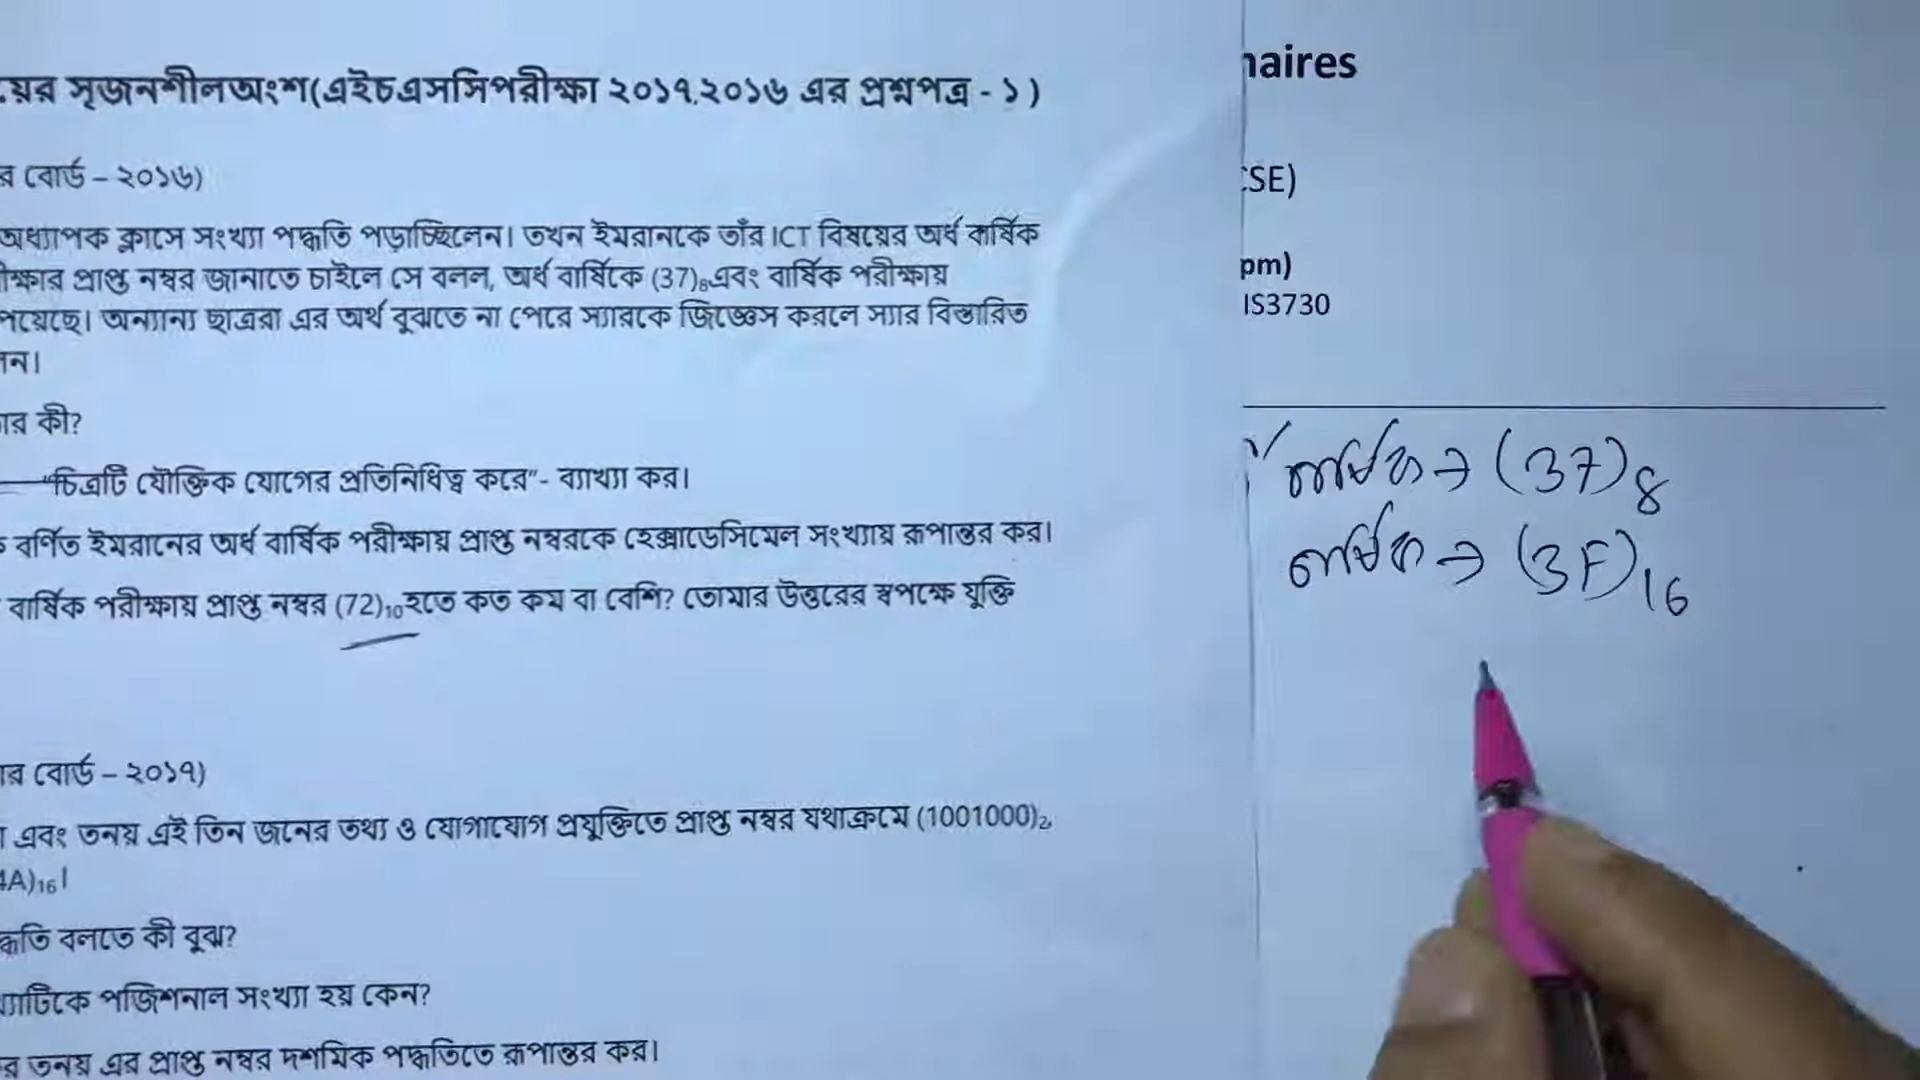 য়ের সৃজনশীলঅংশ(এইচএসসিপরীক্ষা ২০১৭,২০১৬ এর প্রশ্নপত্র - ১ )
র বোর্ড – ২০১৬)
অধ্যাপক ক্লাসে সংখ্যা পদ্ধতি পড়াচ্ছিলেন। তখন ইমরানকে তাঁর ICT বিষয়ের অর্ধ বার্ষিক
ীক্ষার প্রাপ্ত নম্বর জানাতে চাইলে সে বলল, অর্ধ বার্ষিকে (37)₈এবং বার্ষিক পরীক্ষায়
পেয়েছে। অন্যান্য ছাত্ররা এর অর্থ বুঝতে না পেরে স্যারকে জিজ্ঞেস করলে স্যার বিস্তারিত
লেন।
ার কী?
"চিত্রটি যৌক্তিক যোগের প্রতিনিধিত্ব করে"- ব্যাখ্যা কর।
ক বর্ণিত ইমরানের অর্ধ বার্ষিক পরীক্ষায় প্রাপ্ত নম্বরকে হেক্সাডেসিমেল সংখ্যায় রূপান্তর কর।
বার্ষিক পরীক্ষায় প্রাপ্ত নম্বর (72)₁₀হতে কত কম বা বেশি? তোমার উত্তরের স্বপক্ষে যুক্তি
ার বোর্ড – ২০১৭)
এবং তনয় এই তিন জনের তথ্য ও যোগাযোগ প্রযুক্তিতে প্রাপ্ত নম্বর যথাক্রমে (1001000)₂,
4A)₁₆।
দ্ধতি বলতে কী বুঝ?
খ্যাটিকে পজিশনাল সংখ্যা হয় কেন?
র তনয় এর প্রাপ্ত নম্বর দশমিক পদ্ধতিতে রূপান্তর কর।
naires
CSE)
pm)
IS3730
বার্ষিক → (37)₈
বার্ষিক → (3F)₁₆